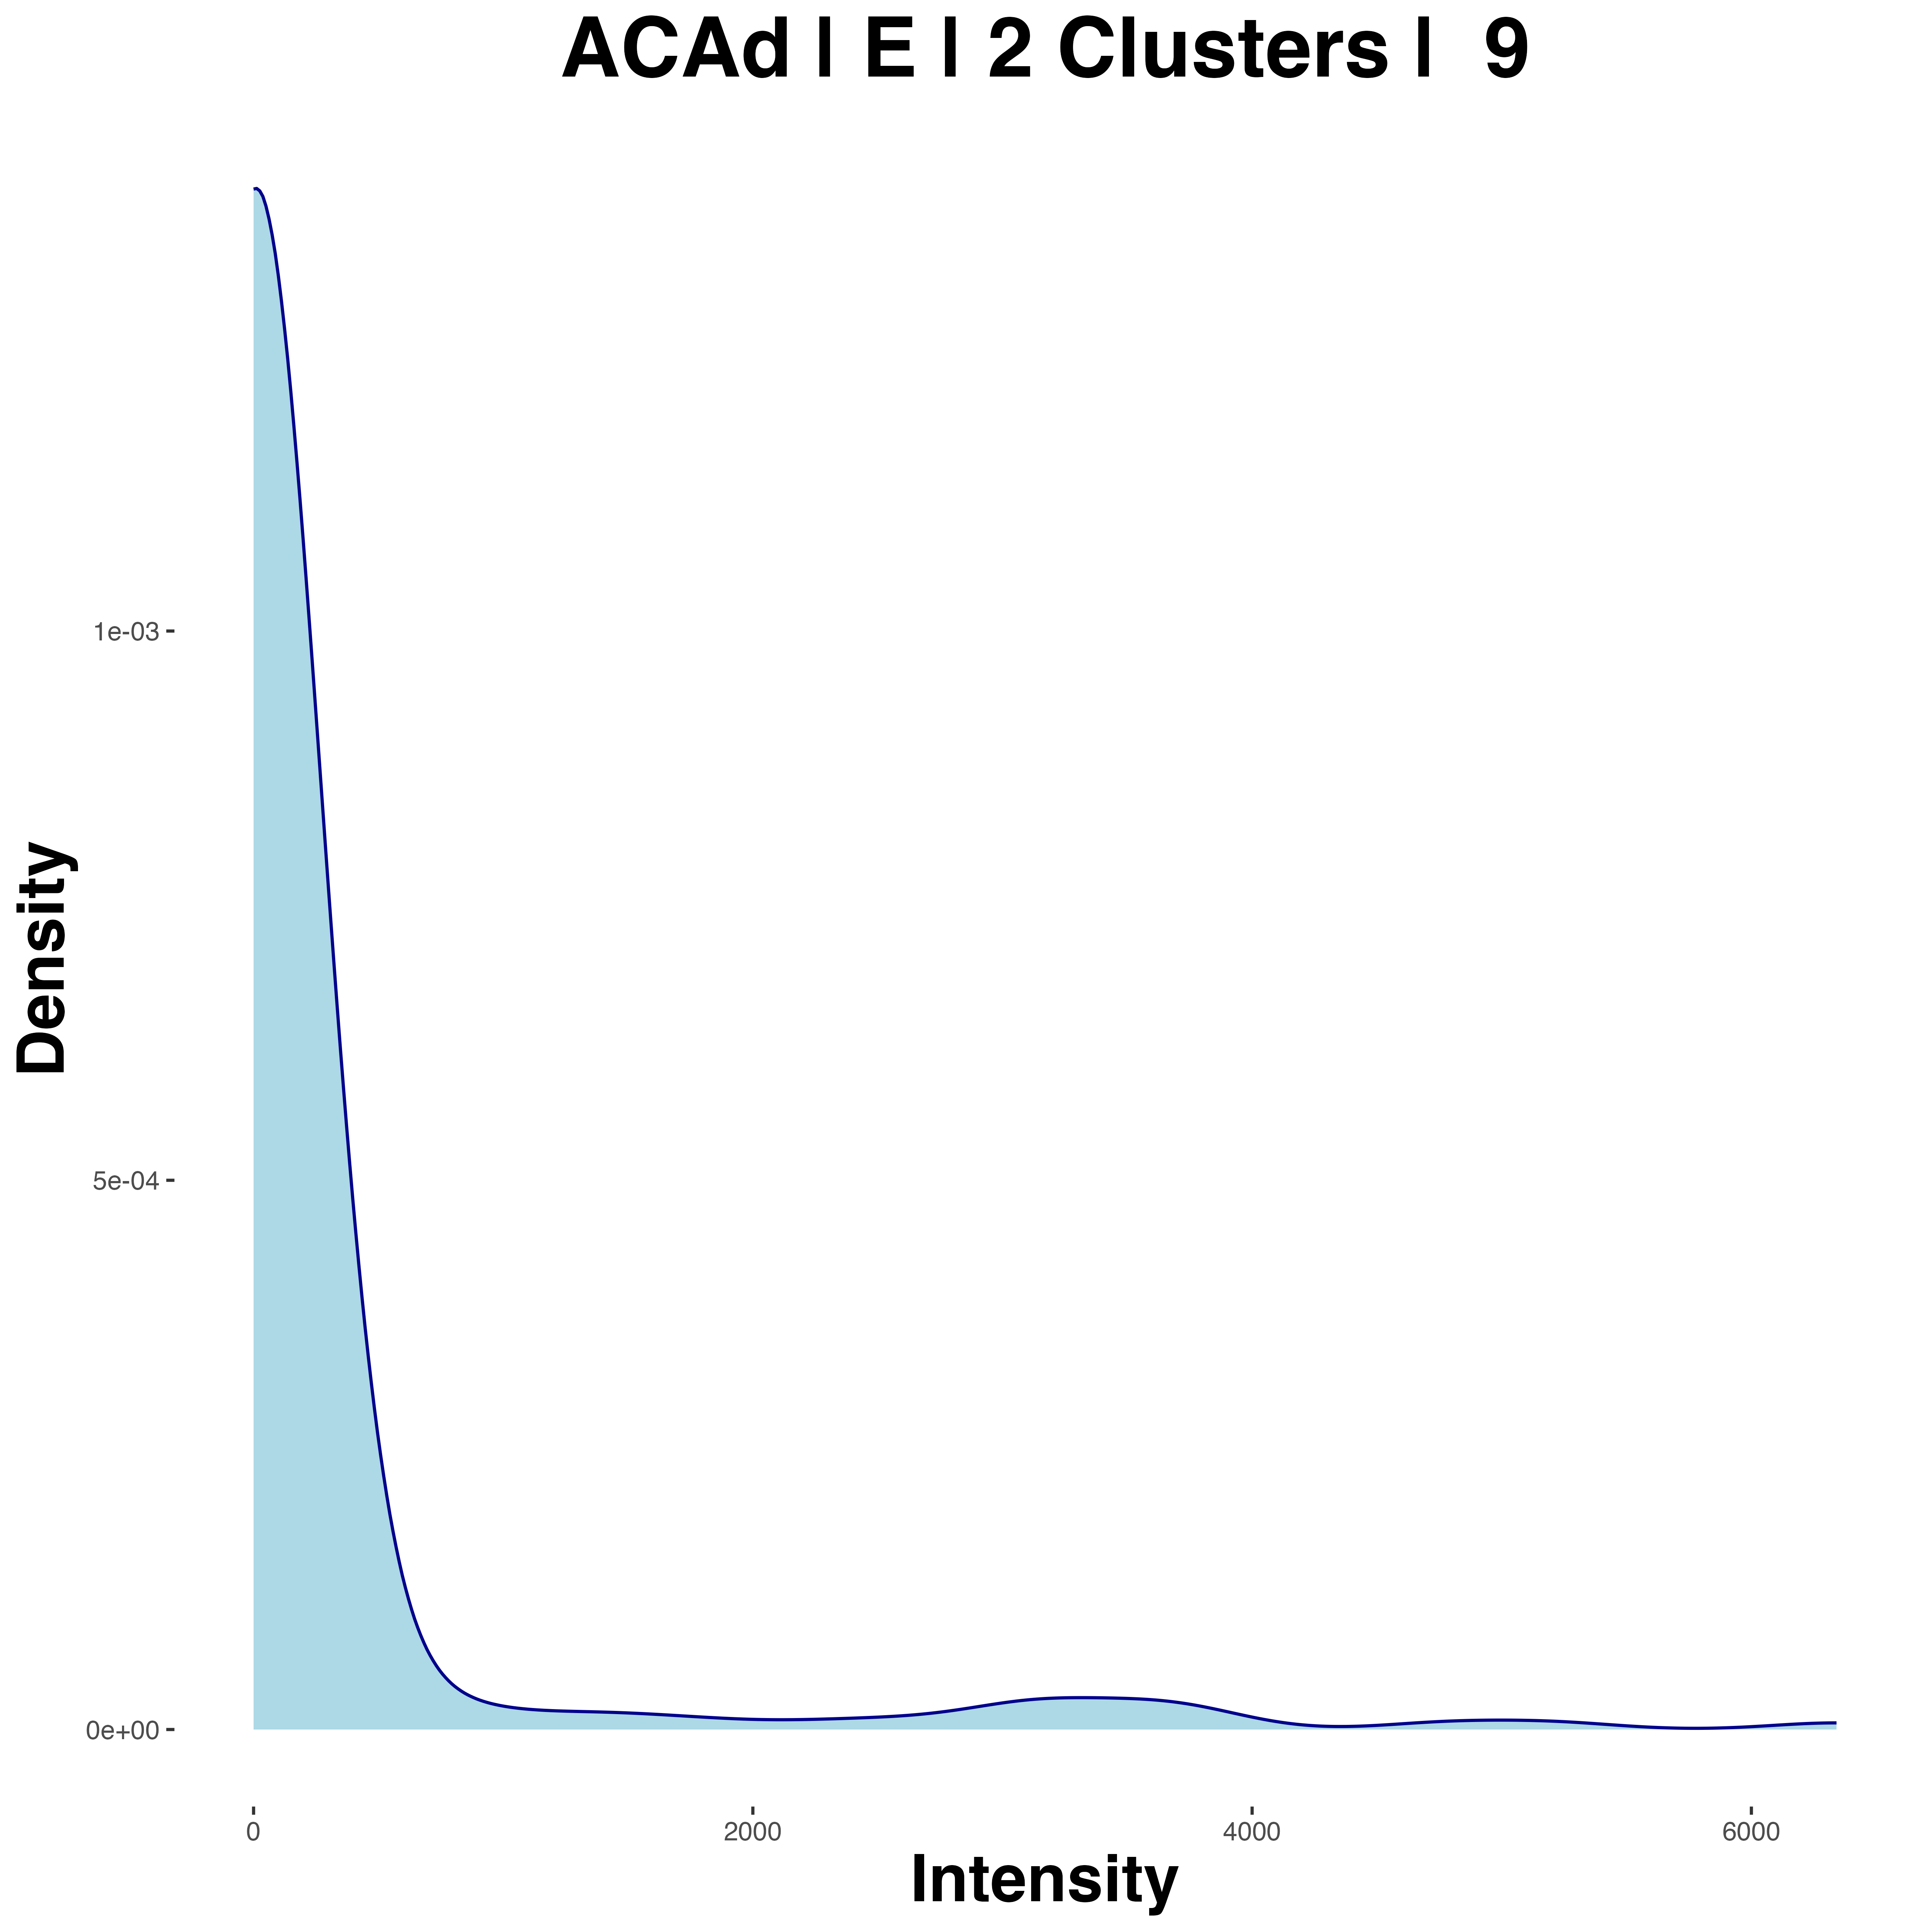 ACAd | E | 2 Clusters | 9
Density
1e-03
5e-04
0e+00
0 2000 4000 6000
Intensity